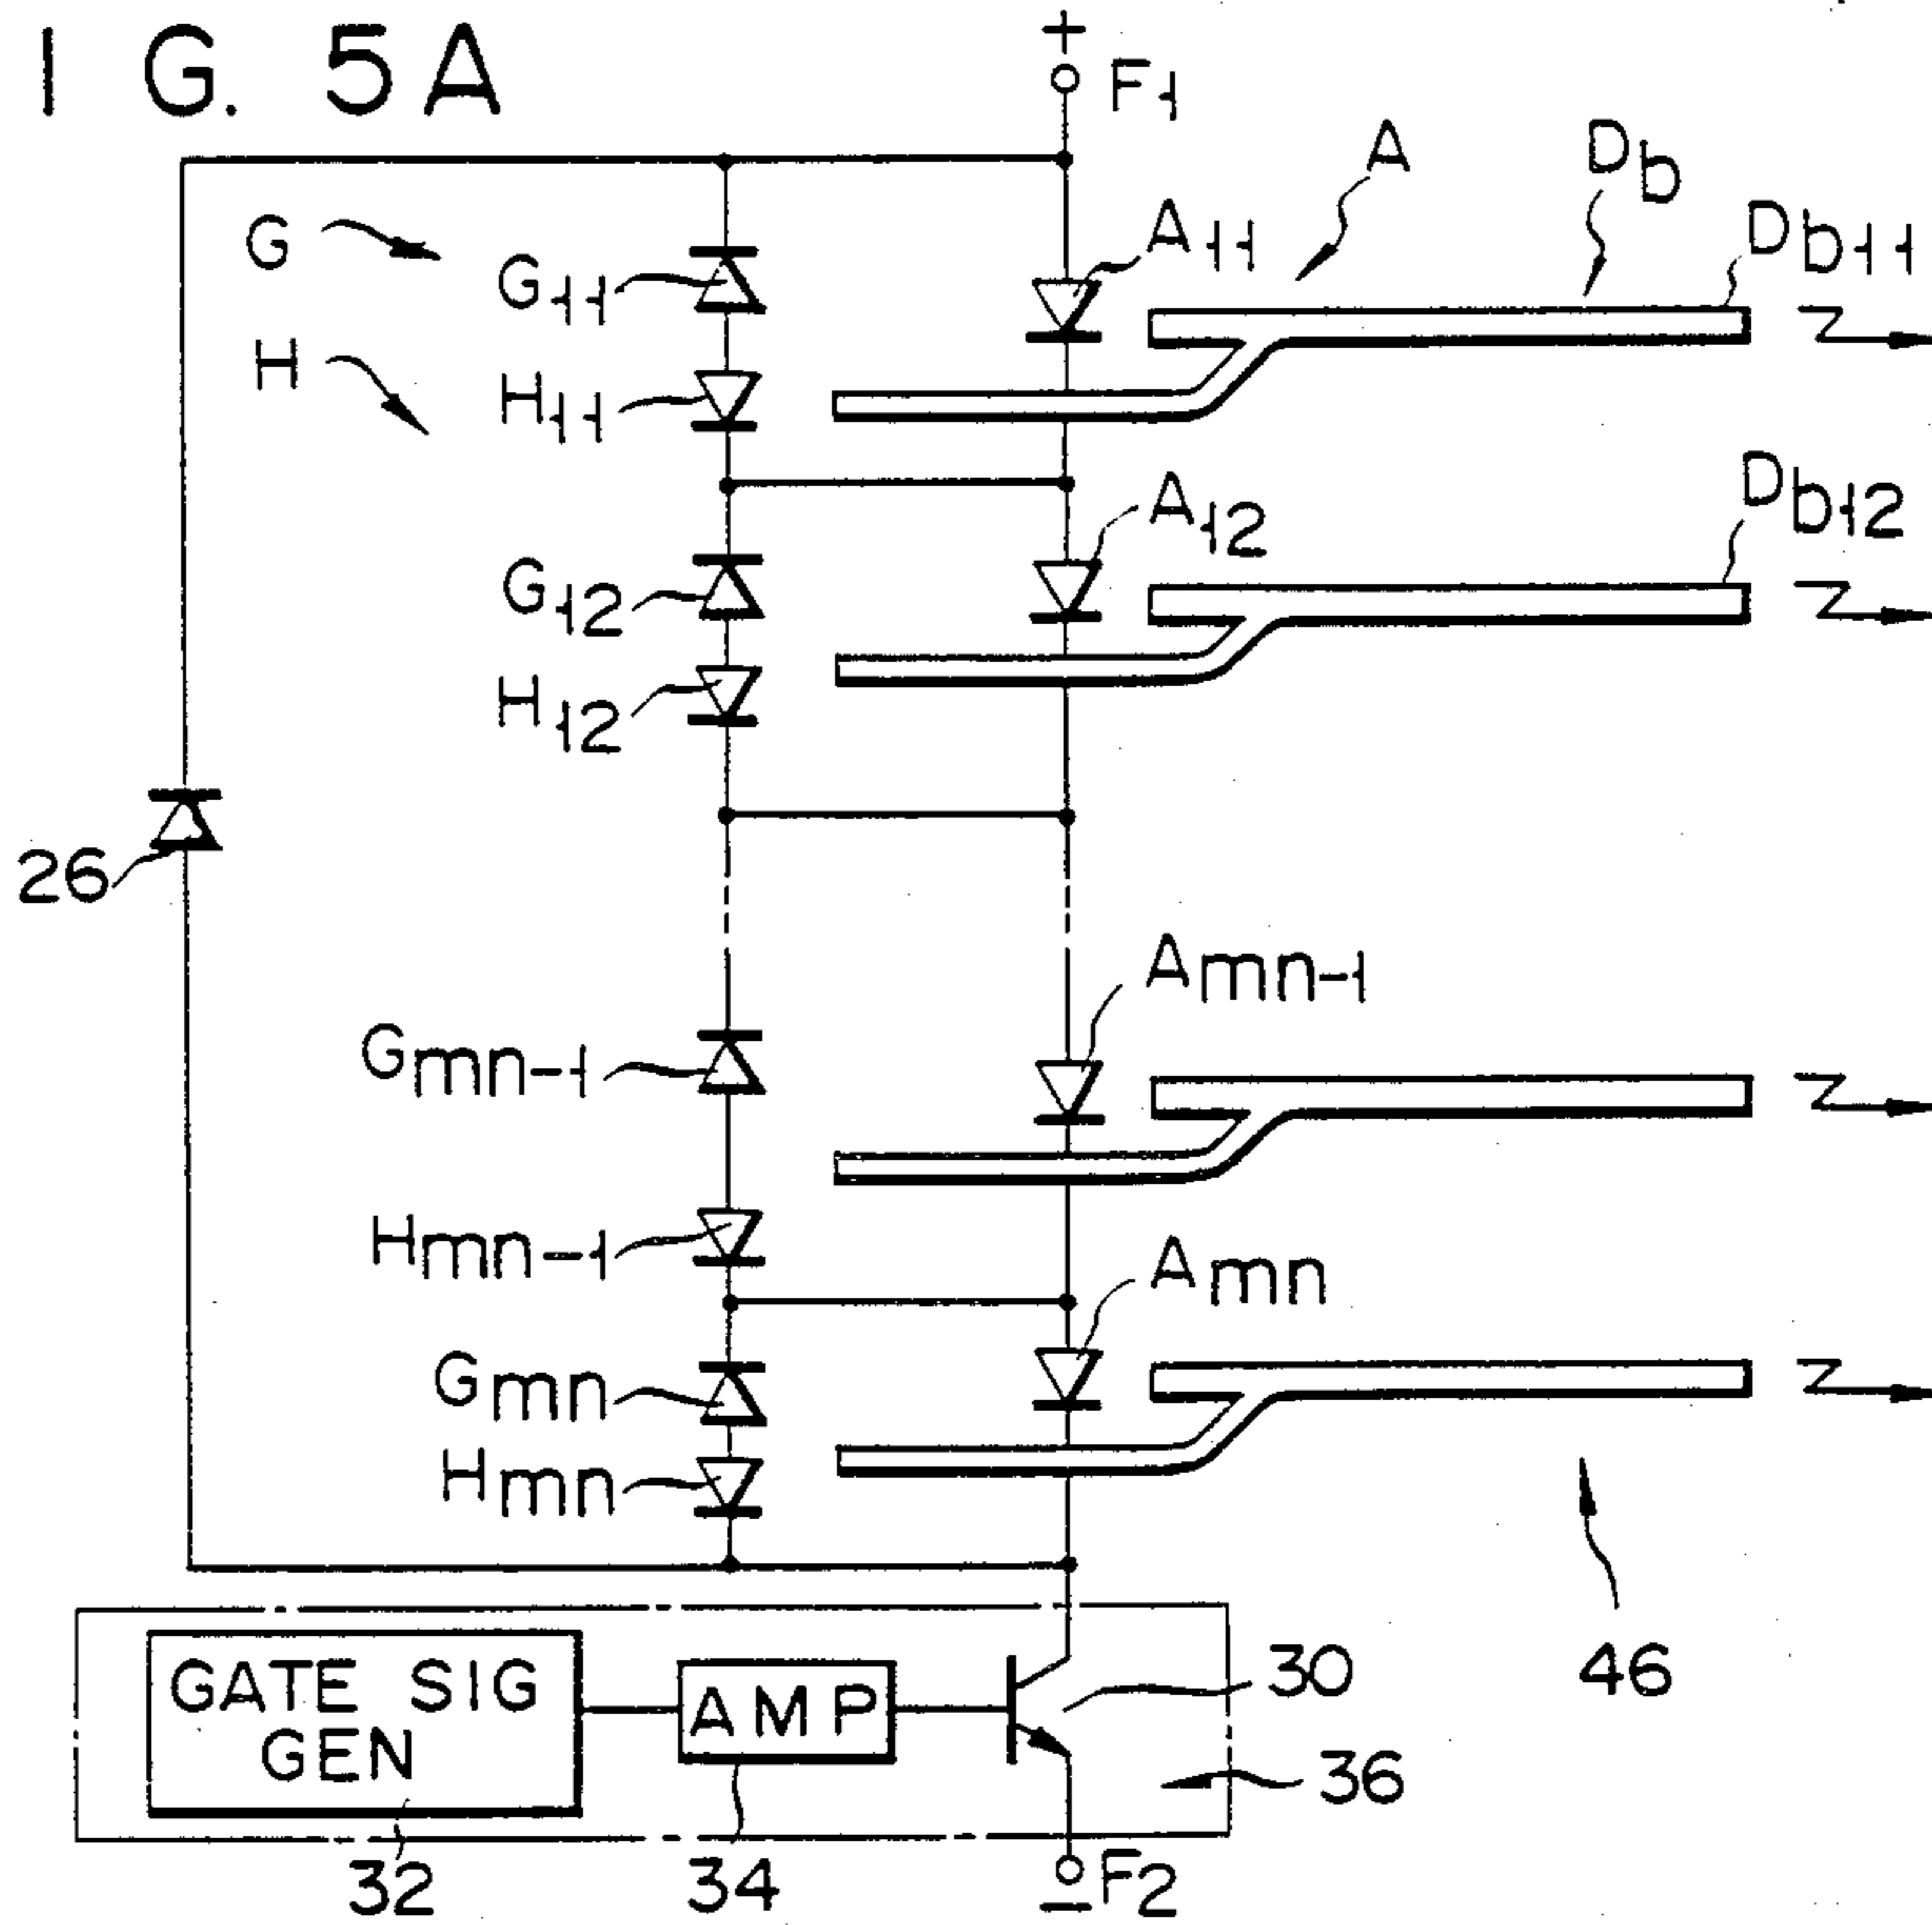 I G. 5A
+
F1
A
Db
G
A11
Db11
G11
H
H11
A12
Db12
G12
H12
26
Amn-1
Gmn-1
Hmn-1
Amn
Gmn
Hmn
GATE SIG
GEN
AMP
30
46
36
32
34
F2
−